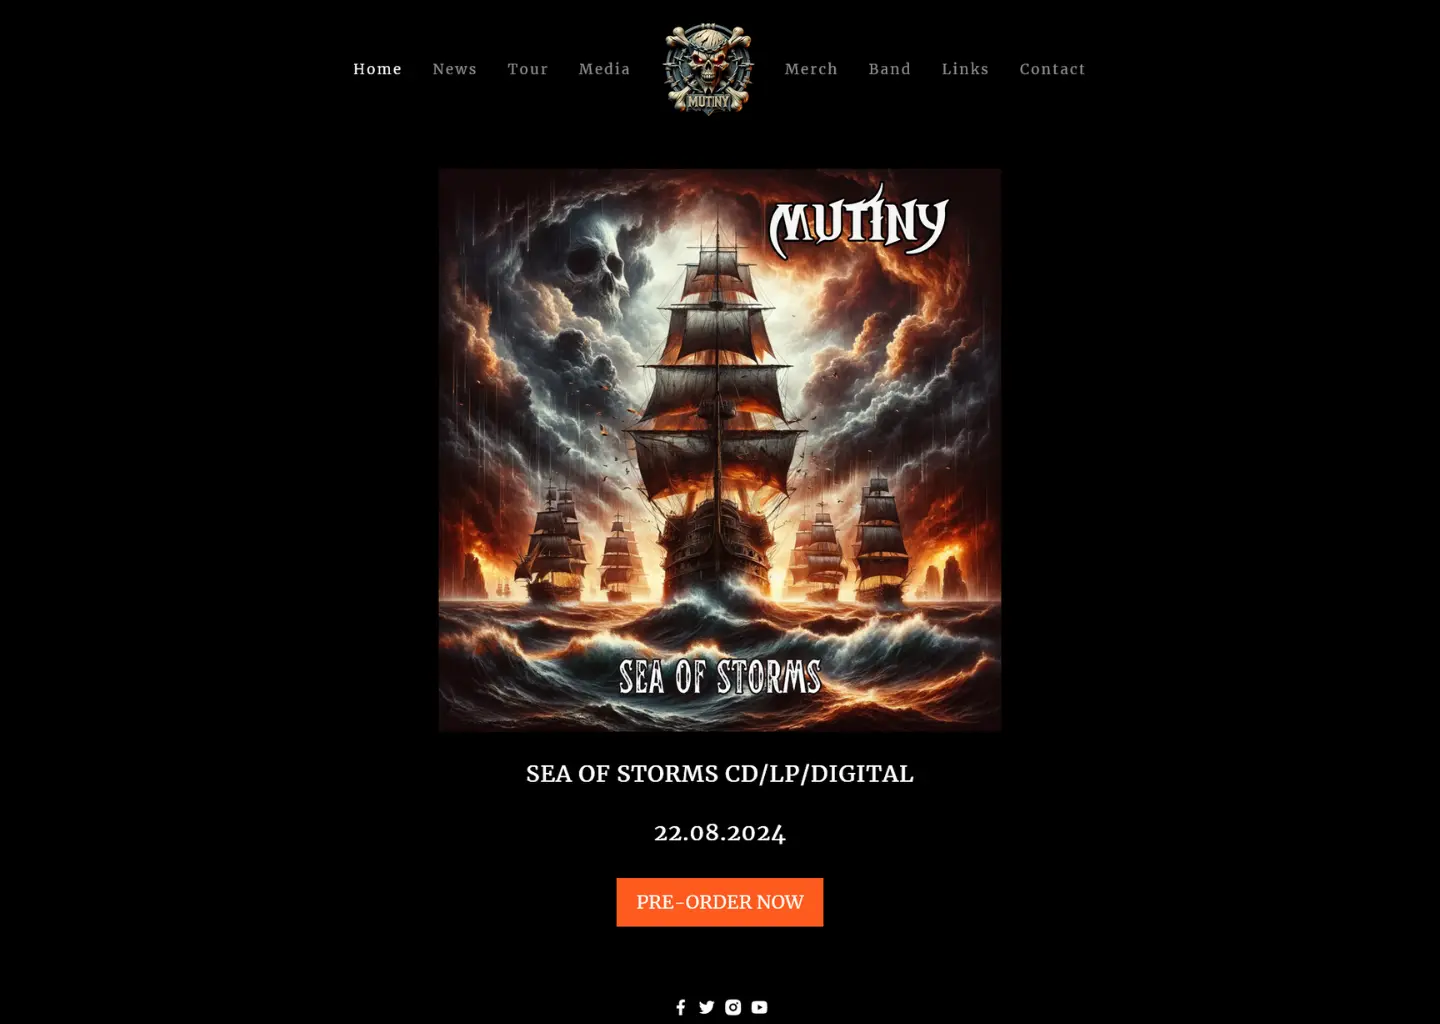 Home News Tour Media MUTINY Merch Band Links Contact
MUTINY
SEA OF STORMS
SEA OF STORMS CD/LP/DIGITAL
22.08.2024
PRE-ORDER NOW